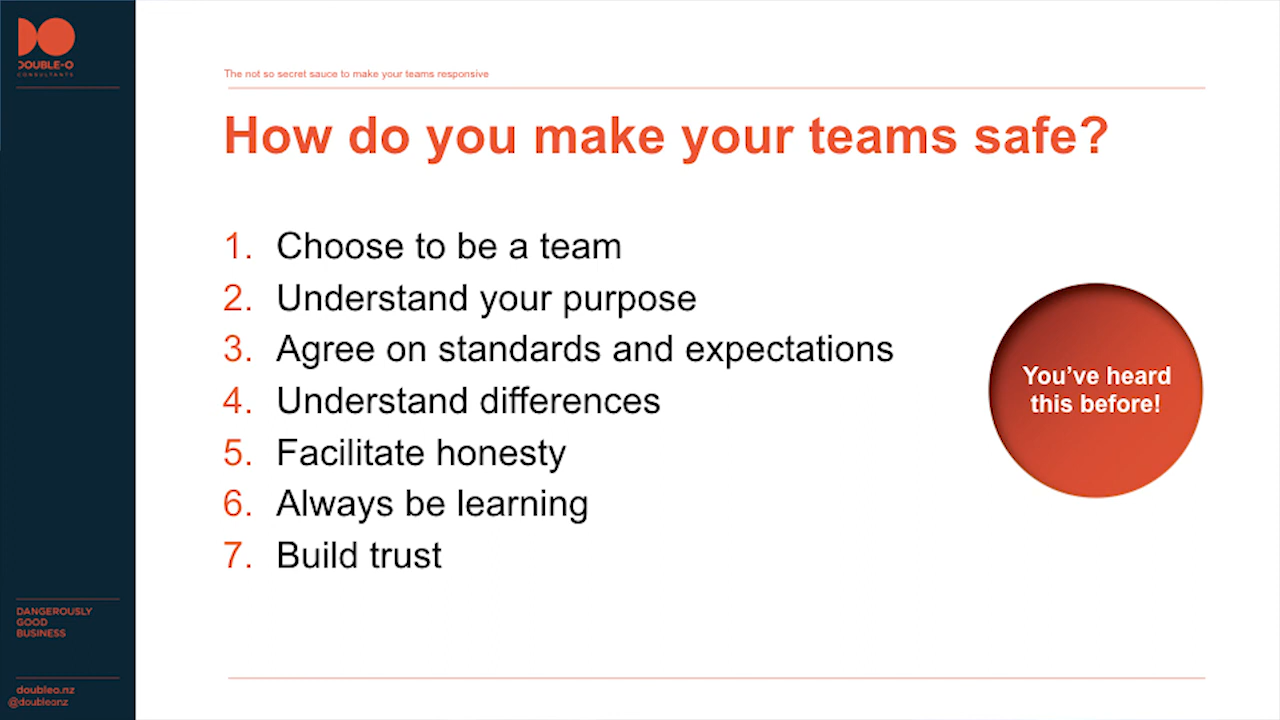 DOUBLE-O
CONSULTANTS
The not so secret sauce to make your teams responsive
How do you make your teams safe?
1. Choose to be a team
2. Understand your purpose
3. Agree on standards and expectations
4. Understand differences
5. Facilitate honesty
6. Always be learning
7. Build trust
You’ve heard
this before!
DANGEROUSLY
GOOD
BUSINESS
doubleo.nz
@doubleonz